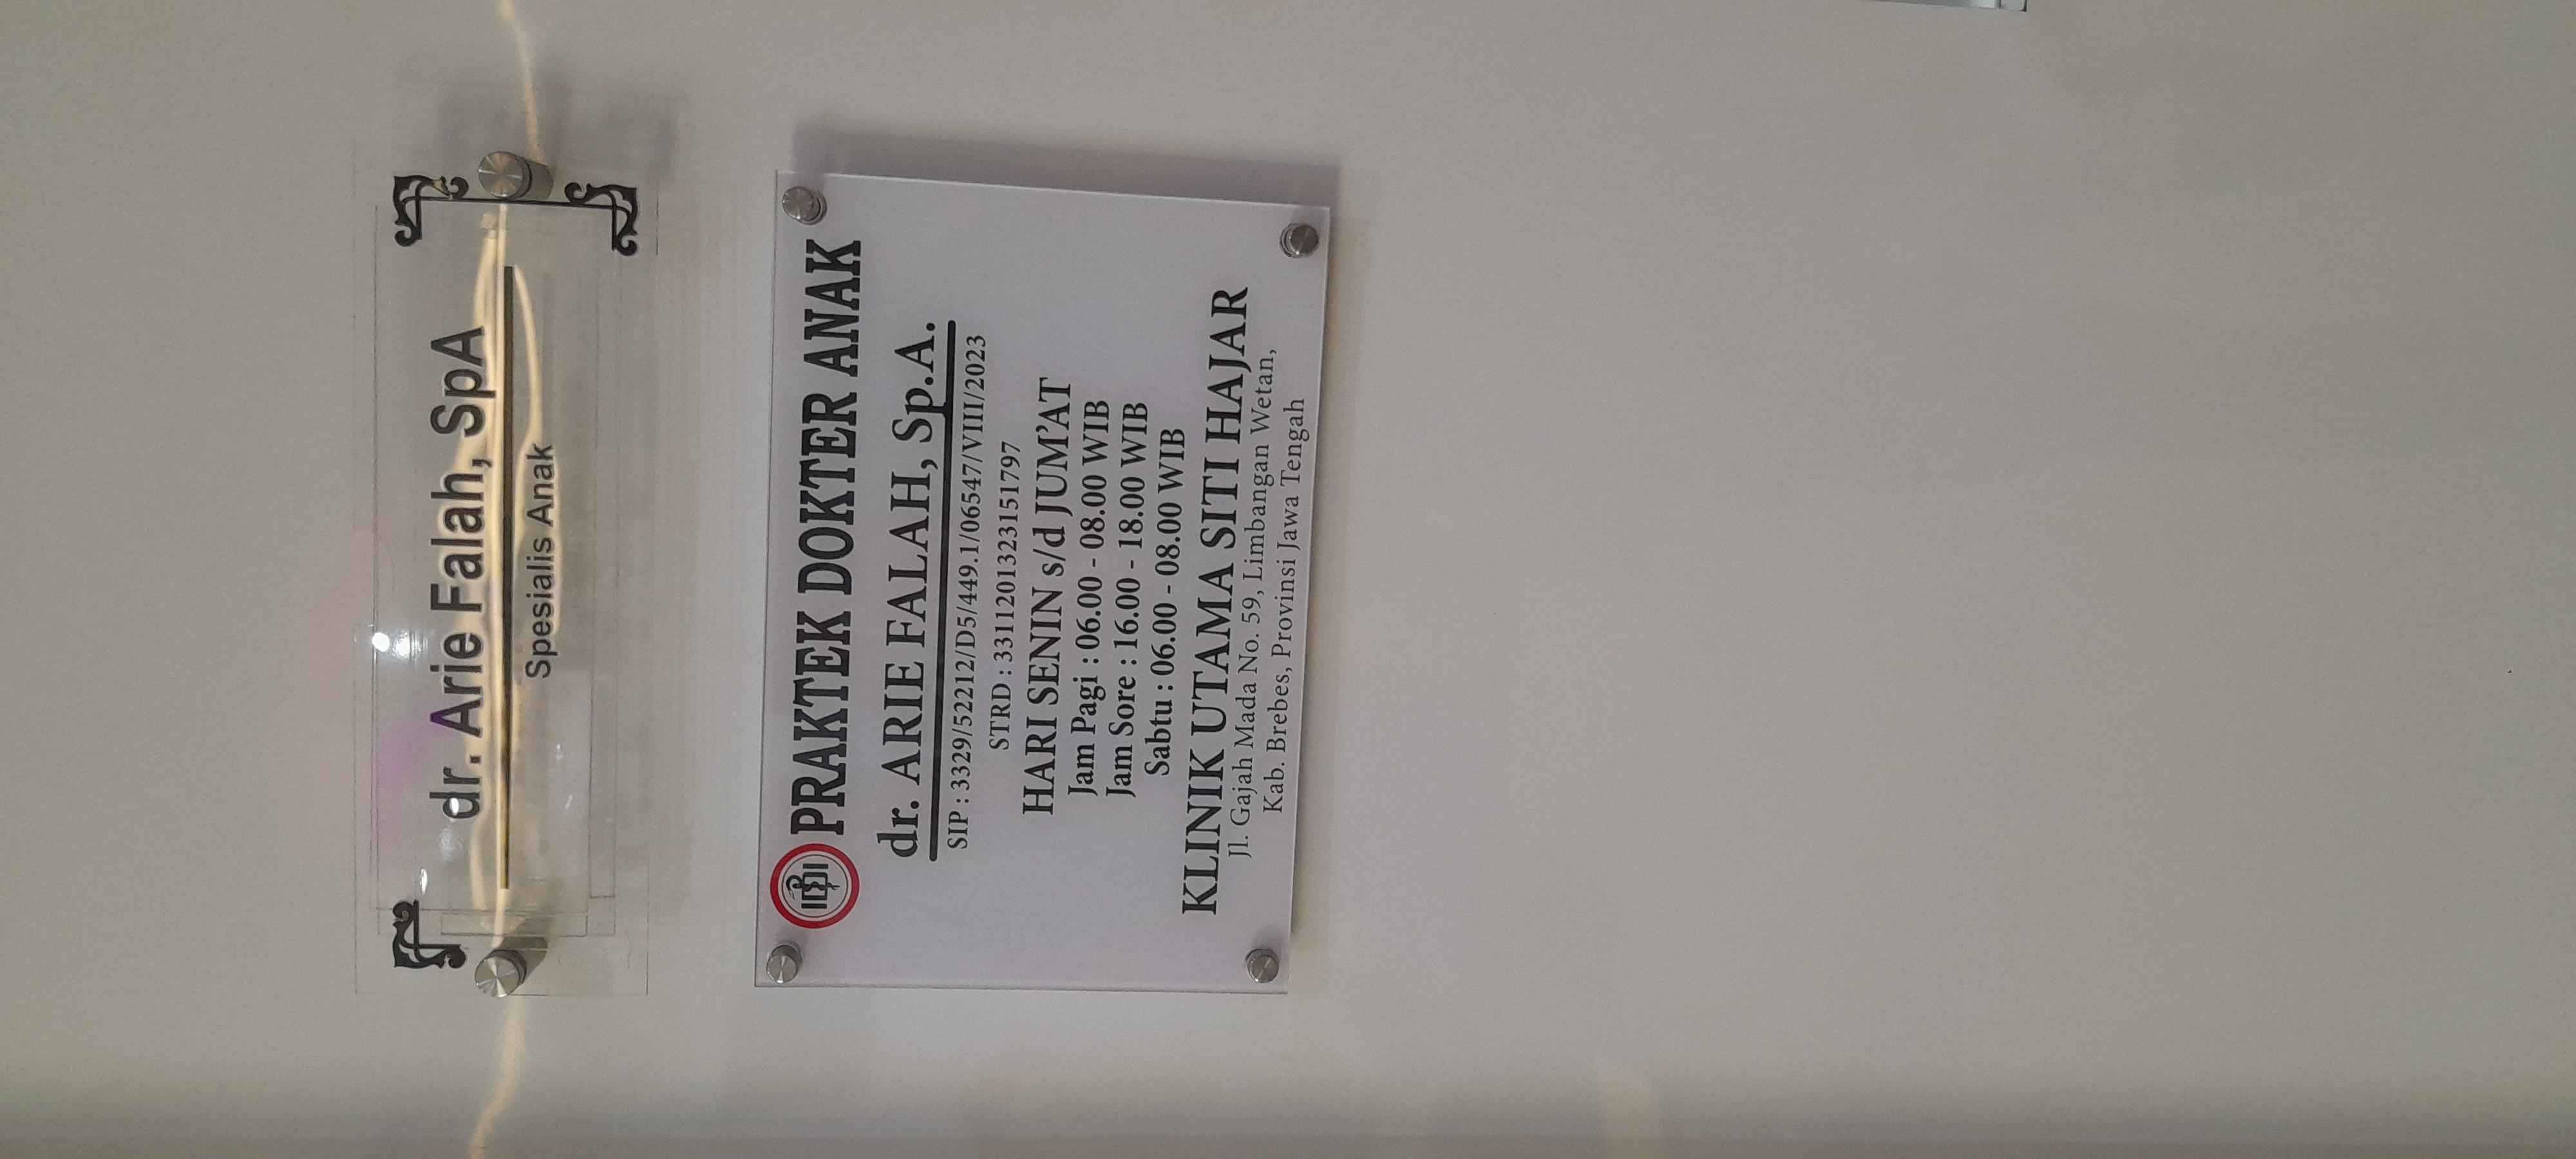 dr. Arie Falah, SpA
Spesialis Anak
IDI PRAKTEK DOKTER ANAK
dr. ARIE FALAH, Sp.A.
SIP : 3329/52212/D5/449.1/06547/VIII/2023
STRD : 3311201323151797
HARI SENIN s/d JUM'AT
Jam Pagi : 06.00 - 08.00 WIB
Jam Sore : 16.00 - 18.00 WIB
Sabtu : 06.00 - 08.00 WIB
KLINIK UTAMA SITI HAJAR
Jl. Gajah Mada No. 59, Limbangan Wetan,
Kab. Brebes, Provinsi Jawa Tengah